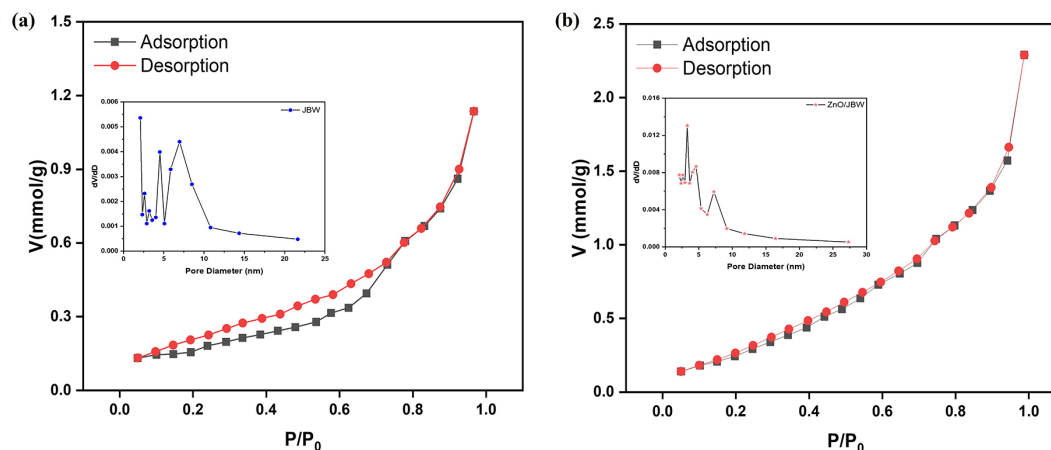 (a)
1.5
1.2
0.9
0.6
0.3
0.0
V(mmol/g)
Adsorption
Desorption
0.006
0.005
0.004
0.003
0.002
0.001
0.000
dV/dD
JBW
0 5 10 15 20 25
Pore Diameter (nm)
0.0 0.2 0.4 0.6 0.8 1.0
P/P₀
(b)
2.5
2.0
1.5
1.0
0.5
0.0
V (mmol/g)
Adsorption
Desorption
0.016
0.012
0.008
0.004
0.000
dV/dD
ZnO/JBW
0 5 10 15 20 25 30
Pore Diameter (nm)
0.0 0.2 0.4 0.6 0.8 1.0
P/P₀